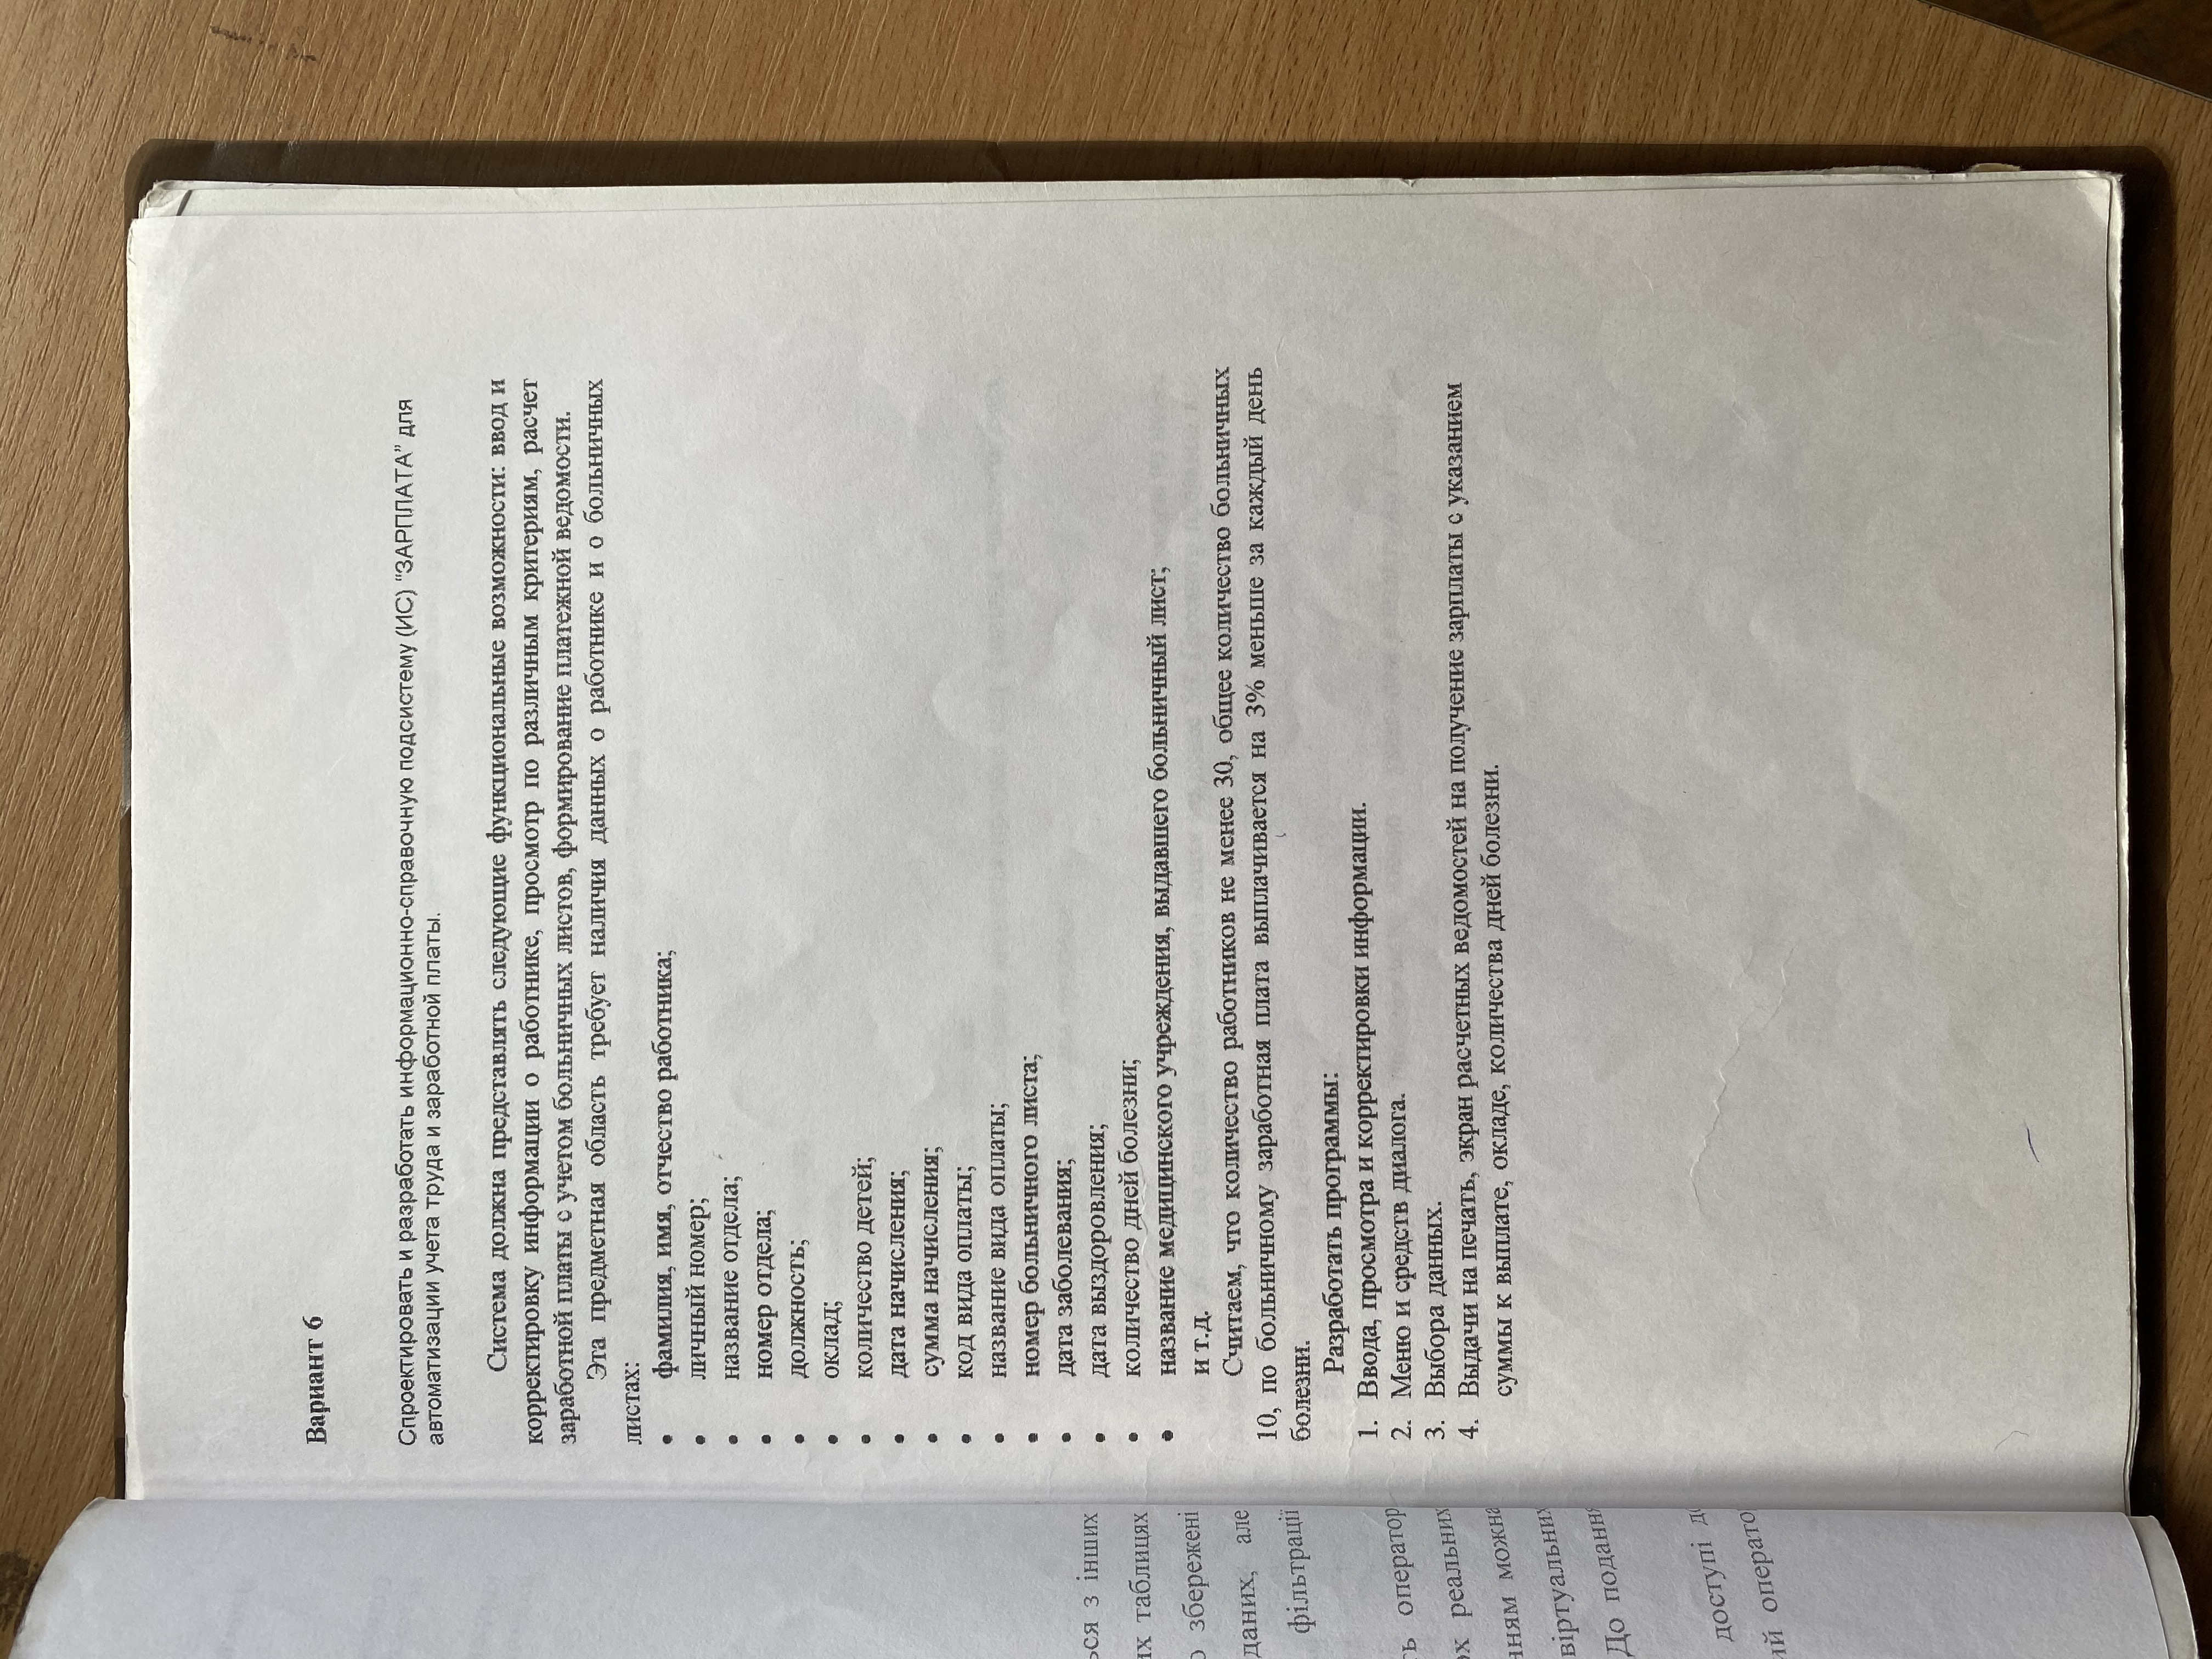 Вариант 6
Спроектировать и разработать информационно-справочную подсистему (ИС) “ЗАРПЛАТА” для
автоматизации учета труда и заработной платы.
Система должна представлять следующие функциональные возможности: ввод и
корректировку информации о работнике, просмотр по различным критериям, расчет
заработной платы с учетом больничных листов, формирование платежной ведомости.
Эта предметная область требует наличия данных о работнике и о больничных
листах:
• фамилия, имя, отчество работника;
• личный номер;
• название отдела;
• номер отдела;
• должность;
• оклад;
• количество детей;
• дата начисления;
• сумма начисления;
• код вида оплаты;
• название вида оплаты;
• номер больничного листа;
• дата заболевания;
• дата выздоровления;
• количество дней болезни;
• название медицинского учреждения, выдавшего больничный лист;
и т.д.
Считаем, что количество работников не менее 30, общее количество больничных
10, по больничному заработная плата выплачивается на 3% меньше за каждый день
болезни.
Разработать программы:
1. Ввода, просмотра и корректировки информации.
2. Меню и средств диалога.
3. Выбора данных.
4. Выдачи на печать, экран расчетных ведомостей на получение зарплаты с указанием
суммы к выплате, окладе, количества дней болезни.
з інших
таблицях
збережені
даних, але
фільтрації
оператор
реальних
можна
віртуальних
До
доступі